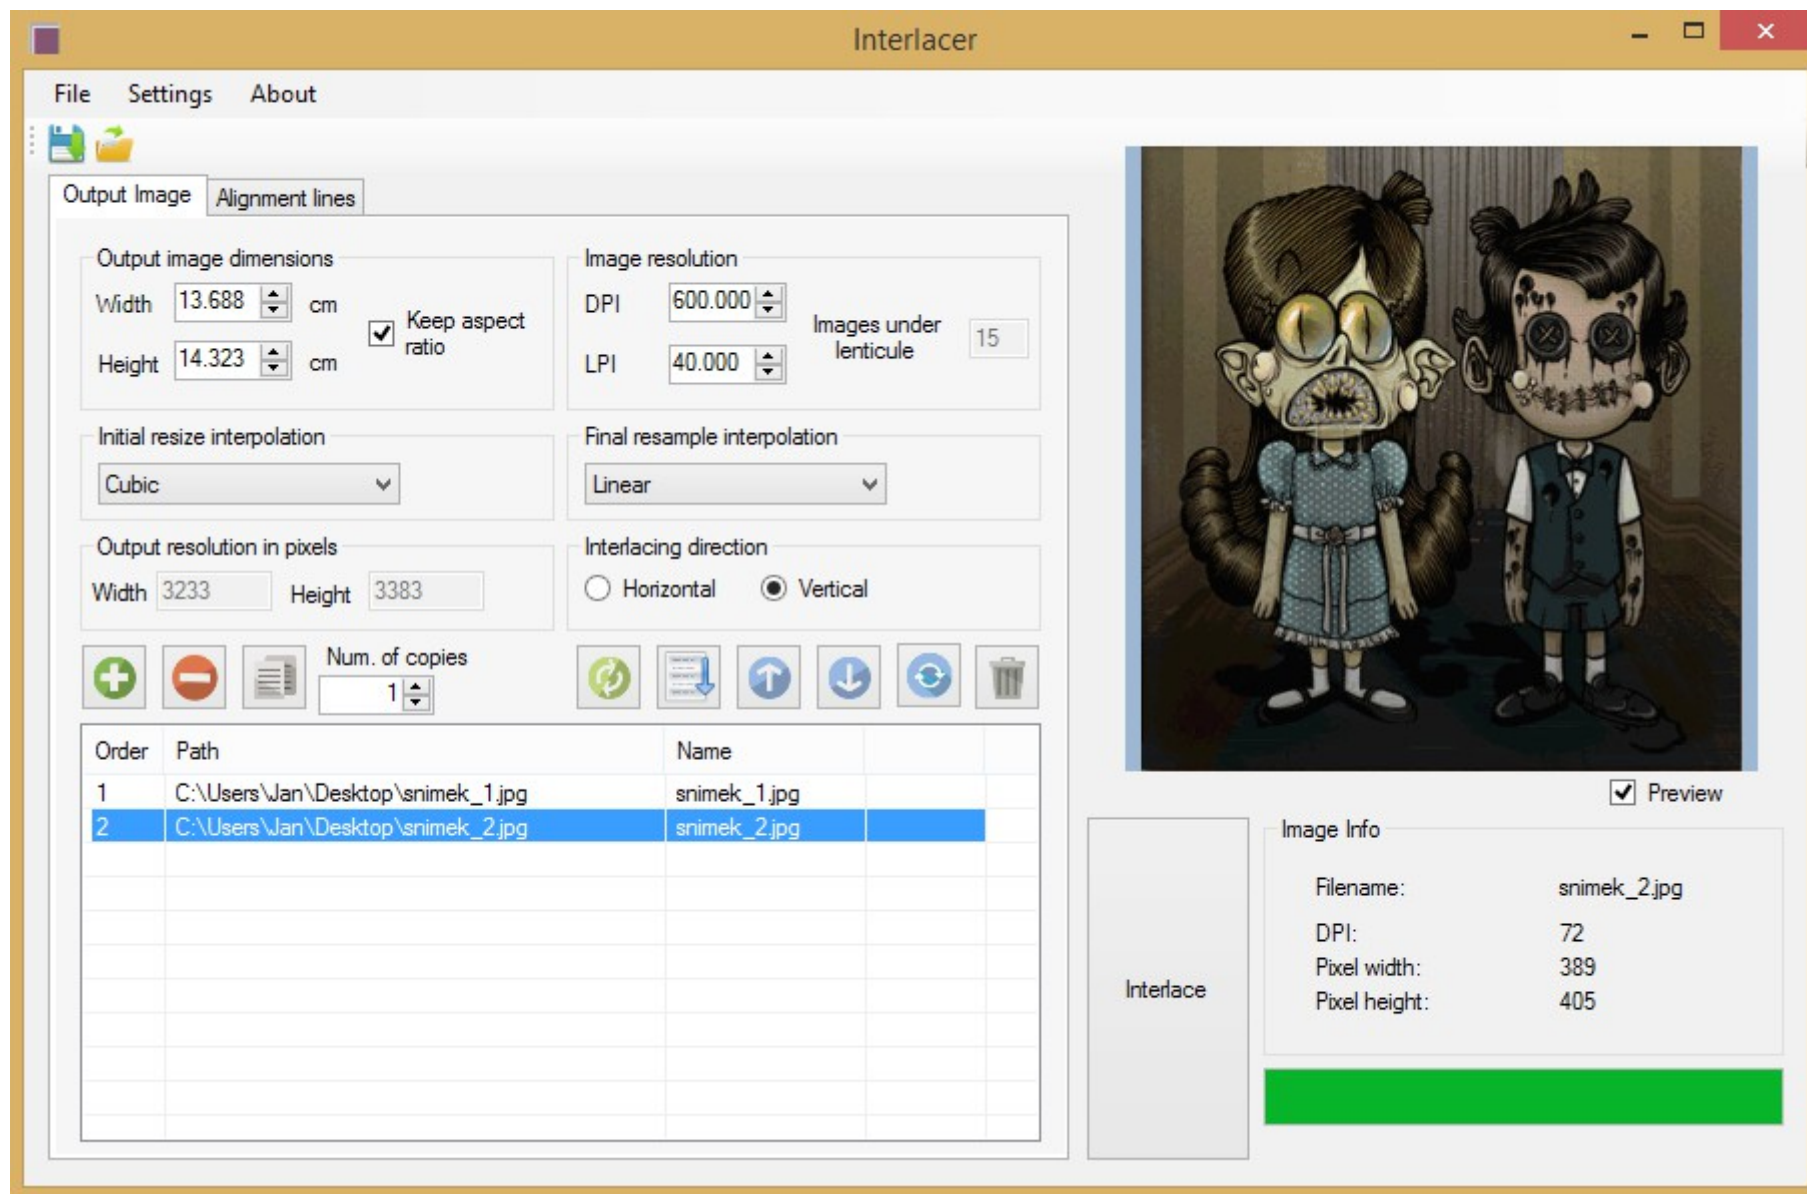 Interlacer
File Settings About
Output Image Alignment lines
Output image dimensions
Width 13.688 cm
Keep aspect
ratio
Height 14.323 cm
Image resolution
DPI 600.000
LPI 40.000
Images under
lenticule
15
Initial resize interpolation
Cubic
Final resample interpolation
Linear
Output resolution in pixels
Width 3233 Height 3383
Interlacing direction
Horizontal Vertical
Num. of copies
1
Order Path Name
1 C:\Users\Jan\Desktop\snimek_1.jpg snimek_1.jpg
2 C:\Users\Jan\Desktop\snimek_2.jpg snimek_2.jpg
Preview
Interlace
Image Info
Filename: snimek_2.jpg
DPI: 72
Pixel width: 389
Pixel height: 405